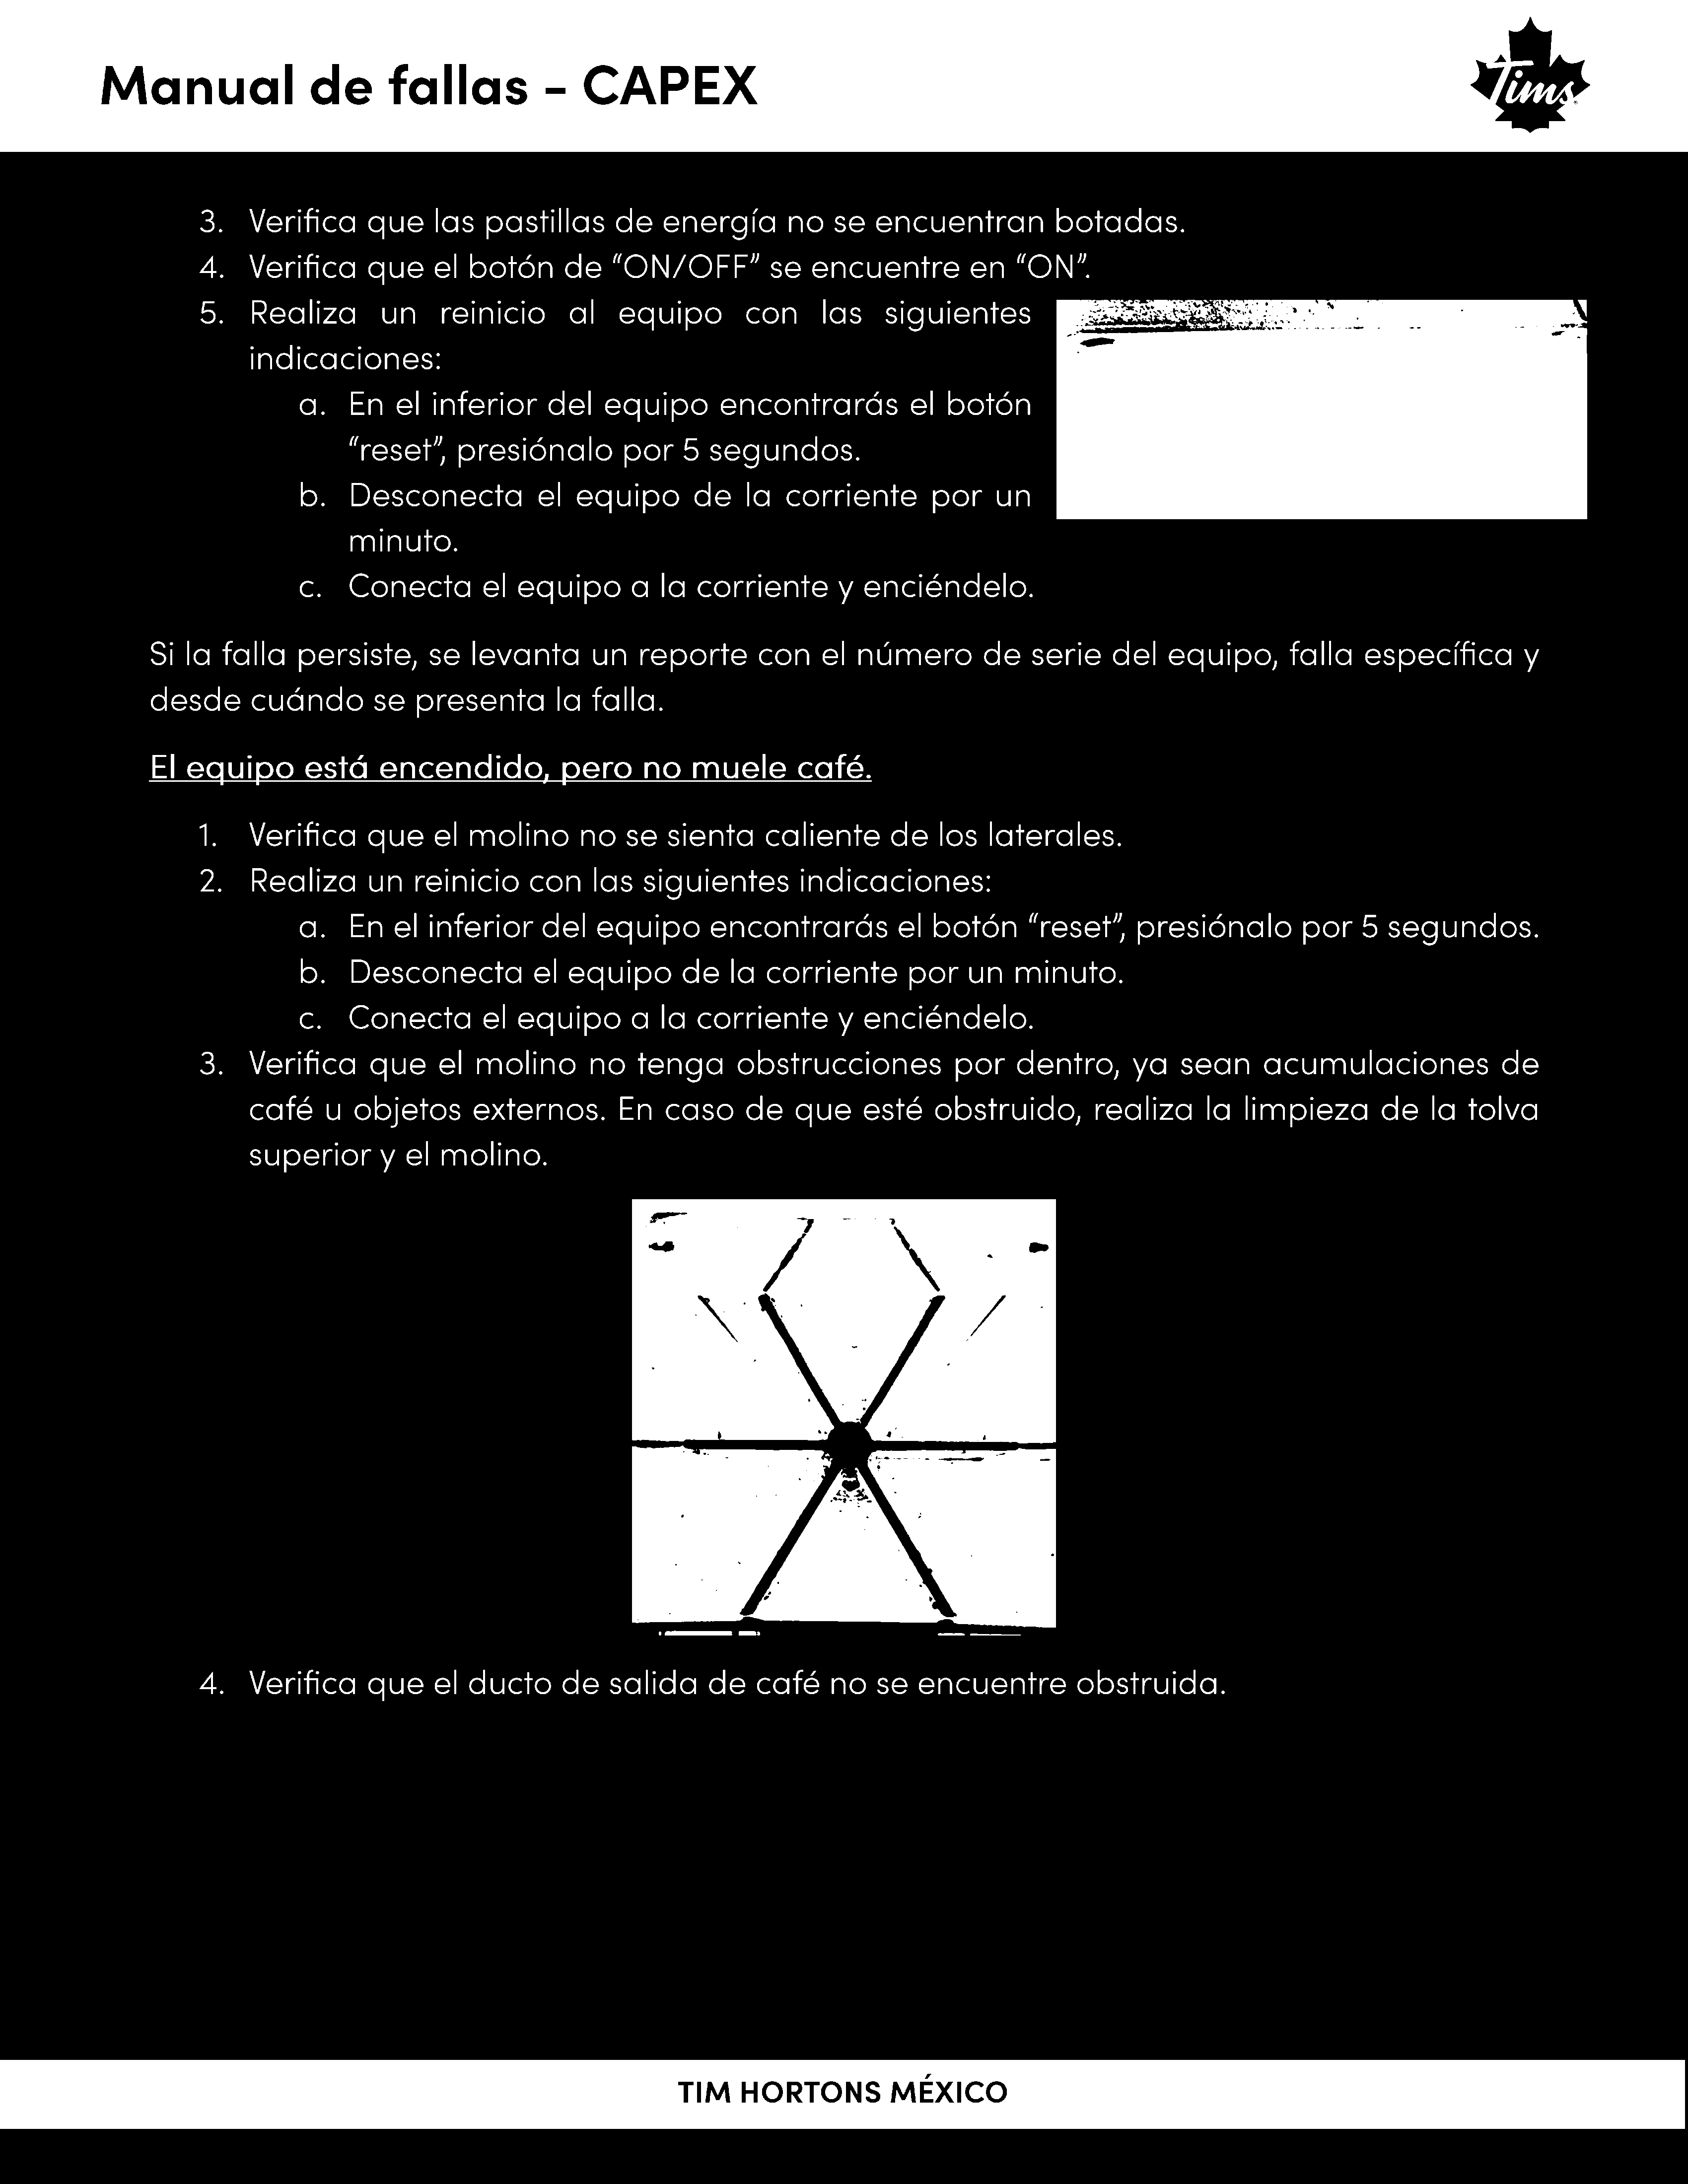 Manual de fallas - CAPEX
Tims
3. Verifica que las pastillas de energía no se encuentran botadas.
4. Verifica que el botón de “ON/OFF” se encuentre en “ON”.
5. Realiza un reinicio al equipo con las siguientes
indicaciones:
a. En el inferior del equipo encontrarás el botón
“reset”, presiónalo por 5 segundos.
b. Desconecta el equipo de la corriente por un
minuto.
c. Conecta el equipo a la corriente y enciéndelo.
Si la falla persiste, se levanta un reporte con el número de serie del equipo, falla específica y
desde cuándo se presenta la falla.
El equipo está encendido, pero no muele café.
1. Verifica que el molino no se sienta caliente de los laterales.
2. Realiza un reinicio con las siguientes indicaciones:
a. En el inferior del equipo encontrarás el botón “reset”, presiónalo por 5 segundos.
b. Desconecta el equipo de la corriente por un minuto.
c. Conecta el equipo a la corriente y enciéndelo.
3. Verifica que el molino no tenga obstrucciones por dentro, ya sean acumulaciones de
café u objetos externos. En caso de que esté obstruido, realiza la limpieza de la tolva
superior y el molino.
4. Verifica que el ducto de salida de café no se encuentre obstruida.
TIM HORTONS MÉXICO